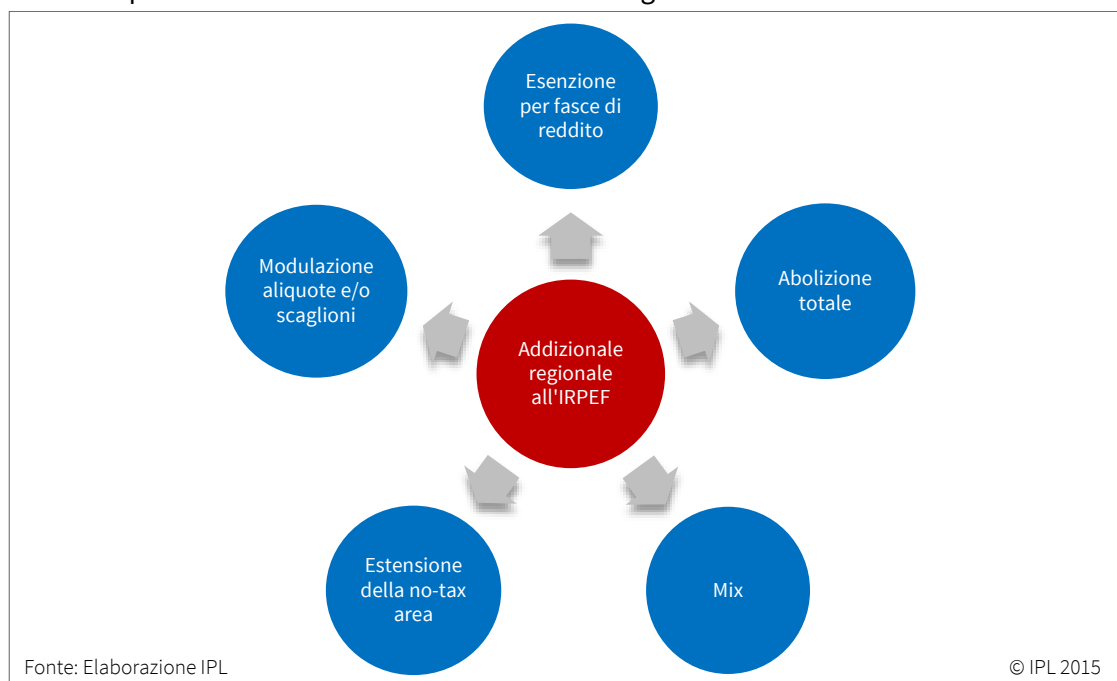 Esenzione
per fasce di
reddito
Modulazione
aliquote e/o
scaglioni
Abolizione
totale
Addizionale
regionale
all'IRPEF
Estensione
della no-tax
area
Mix
Fonte: Elaborazione IPL
© IPL 2015